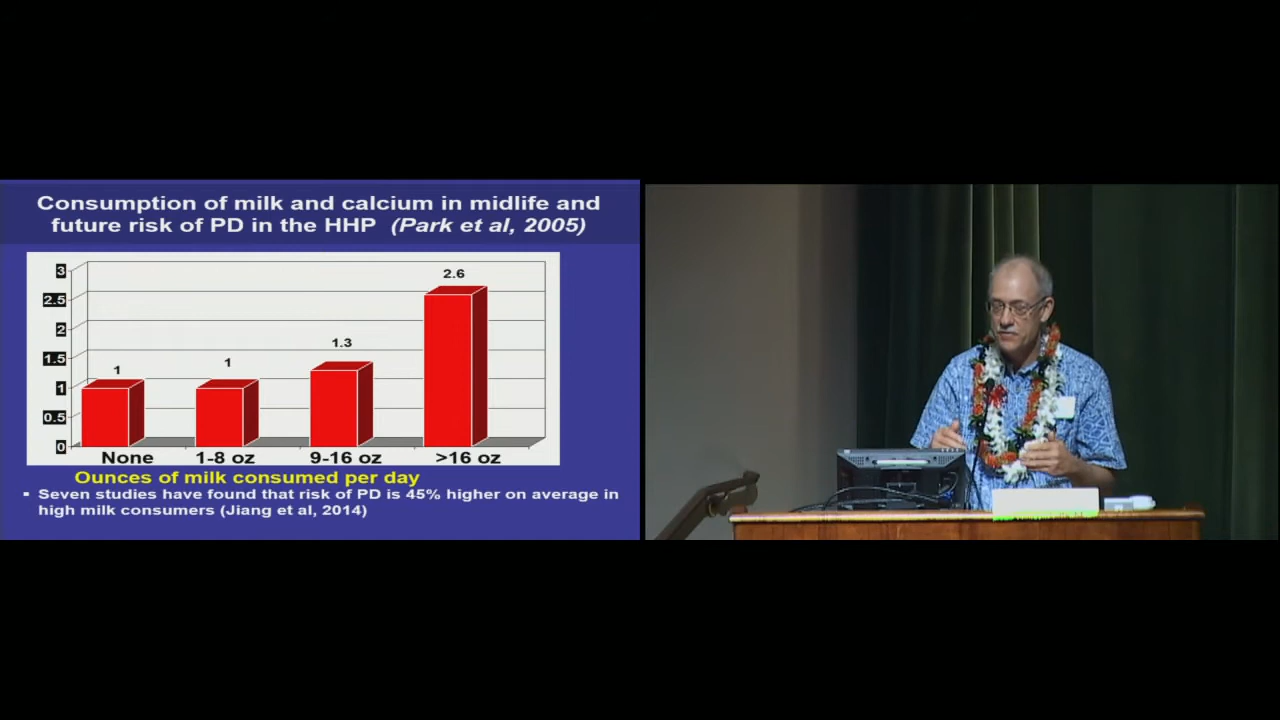 Consumption of milk and calcium in midlife and
future risk of PD in the HHP (Park et al, 2005)
3
2.5
2
1.5
1
0.5
0
1
1
1.3
2.6
None
1-8 oz
9-16 oz
>16 oz
Ounces of milk consumed per day
▪ Seven studies have found that risk of PD is 45% higher on average in
high milk consumers (Jiang et al, 2014)